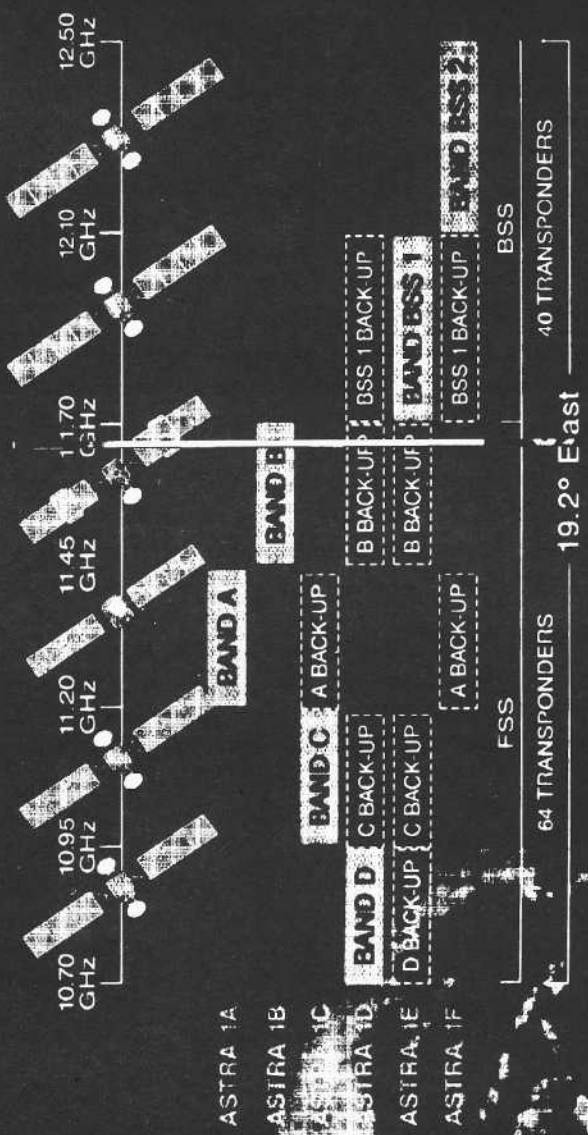 10.70 GHz 10.95 GHz 11.20 GHz 11.45 GHz 11.70 GHz 12.10 GHz 12.50 GHz
ASTRA 1A BAND A
ASTRA 1B BAND B
ASTRA 1C BAND C A BACK-UP
ASTRA 1D BAND D C BACK-UP B BACK-UP BSS 1 BACK-UP
ASTRA 1E D BACK-UP C BACK-UP B BACK-UP BAND BSS 1
ASTRA 1F A BACK-UP BSS 1 BACK-UP BAND BSS 2
FSS BSS
64 TRANSPONDERS 40 TRANSPONDERS
19.2° East